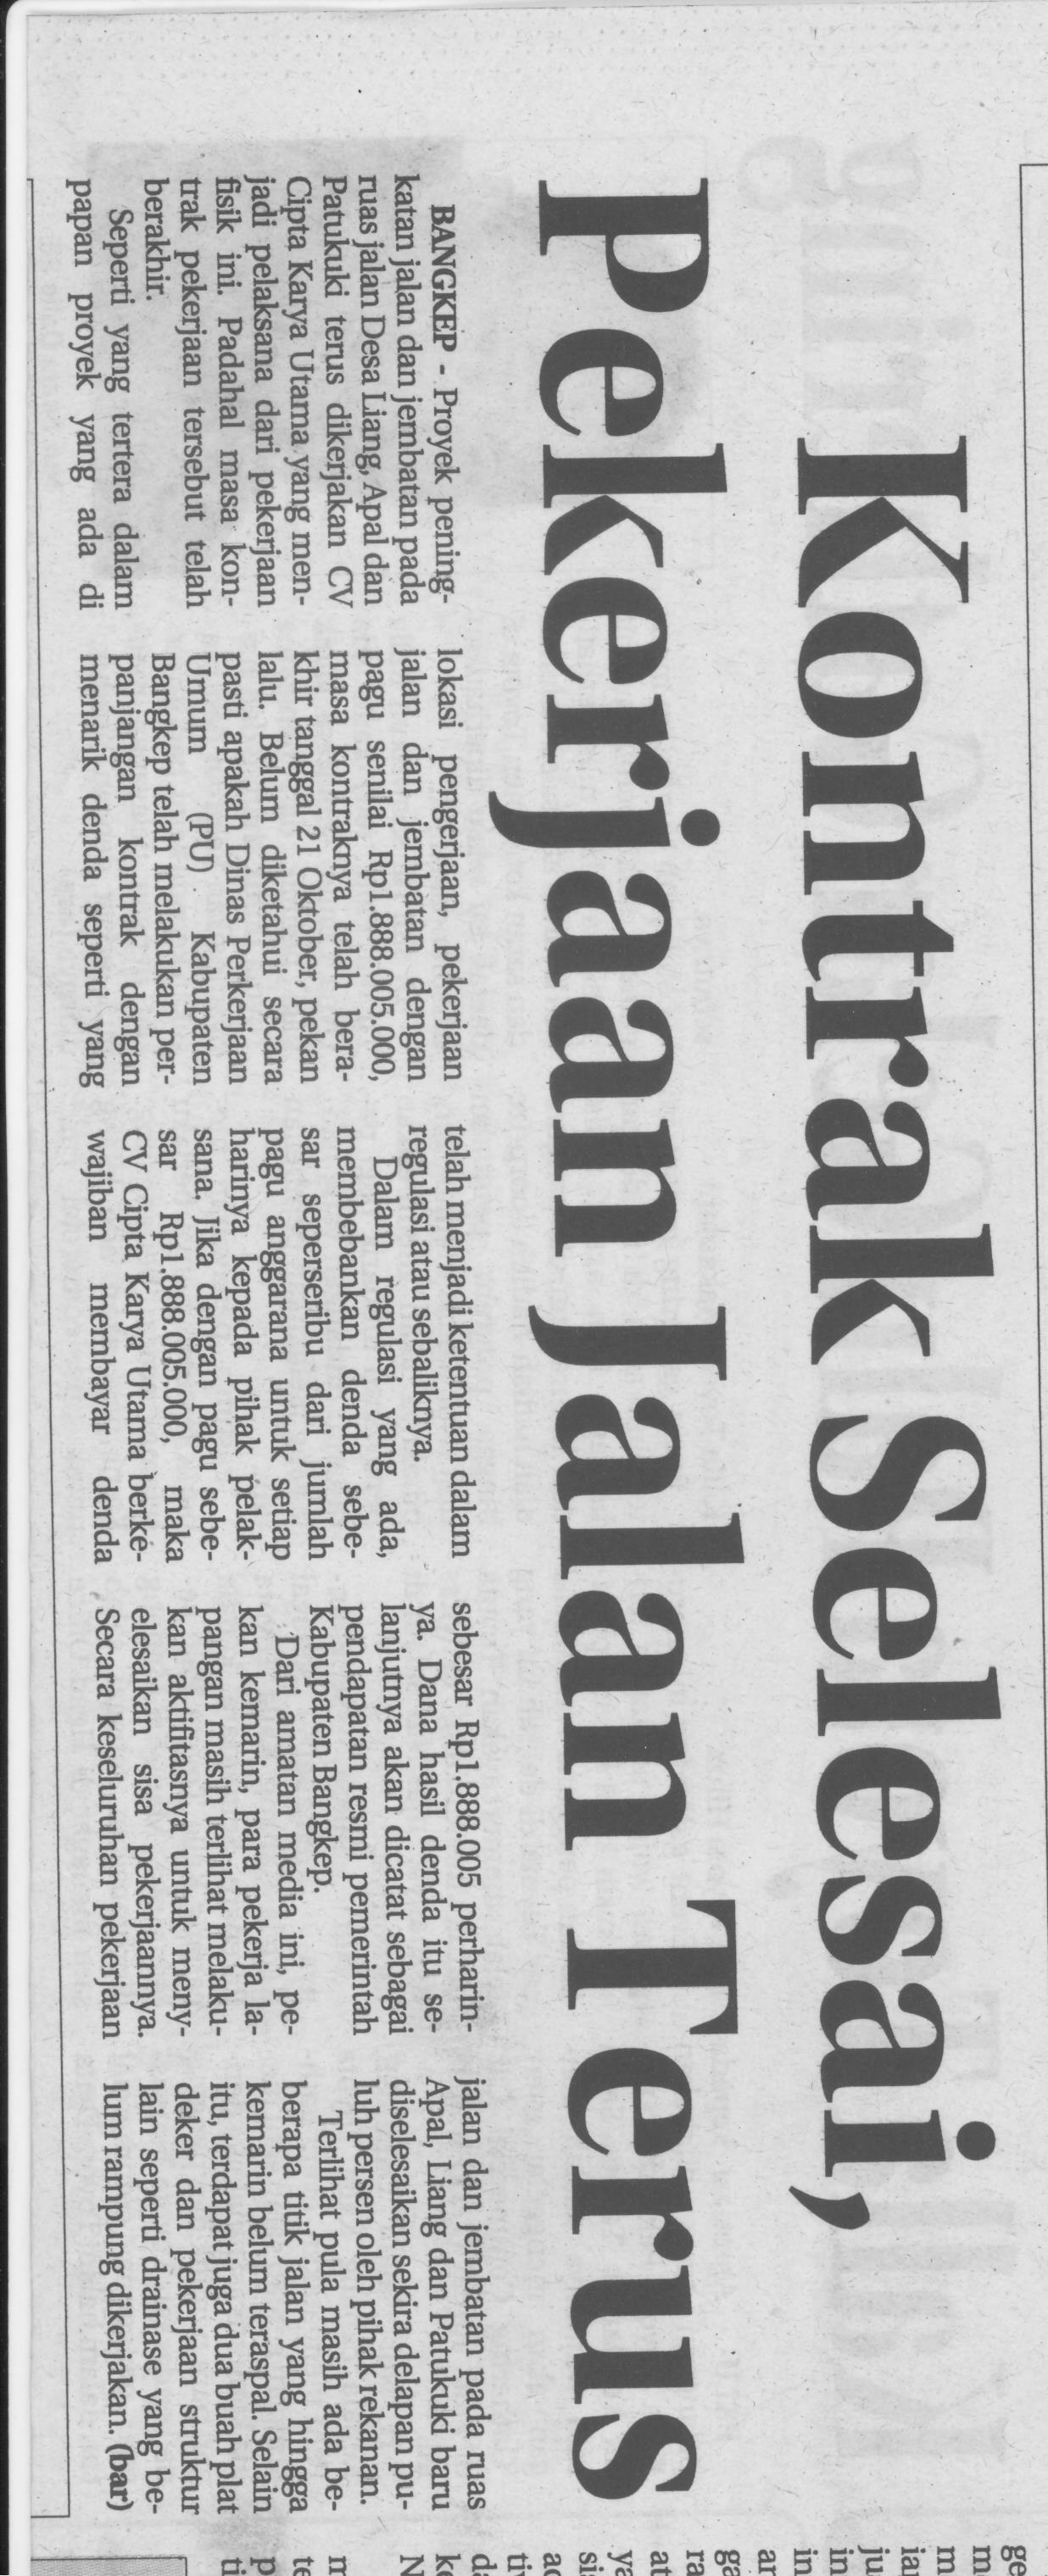 Kontrak Selesai,
Pekerjaan Jalan Terus
BANGKEP - Proyek pening-
katan jalan dan jembatan pada
ruas jalan Desa Liang, Apal dan
Patukuki terus dikerjakan CV
Cipta Karya Utama yang men-
jadi pelaksana dari pekerjaan
fisik ini. Padahal masa kon-
trak pekerjaan tersebut telah
berakhir.
Seperti yang tertera dalam
papan proyek yang ada di
lokasi pengerjaan, pekerjaan
jalan dan jembatan dengan
pagu senilai Rp1.888.005.000,
masa kontraknya telah bera-
khir tanggal 21 Oktober, pekan
lalu. Belum diketahui secara
pasti apakah Dinas Perkerjaan
Umum (PU) Kabupaten
Bangkep telah melakukan per-
panjangan kontrak dengan
menarik denda seperti yang
telah menjadi ketentuan dalam
regulasi atau sebaliknya.
Dalam regulasi yang ada,
membebankan denda sebe-
sar seperseribu dari jumlah
pagu anggarana untuk setiap
harinya kepada pihak pelak-
sana. Jika dengan pagu sebe-
sar Rp1.888.005.000, maka
CV Cipta Karya Utama berke-
wajiban membayar denda
sebesar Rp1.888.005 perharin-
ya. Dana hasil denda itu se-
lanjutnya akan dicatat sebagai
pendapatan resmi pemerintah
Kabupaten Bangkep.
Dari amatan media ini, pe-
kan kemarin, para pekerja la-
pangan masih terlihat melaku-
kan aktifitasnya untuk meny-
elesaikan sisa pekerjaannya.
Secara keseluruhan pekerjaan
jalan dan jembatan pada ruas
Apal, Liang dan Patukuki baru
diselesaikan sekira delapan pu-
luh persen oleh pihak rekanan.
Terlihat pula masih ada be-
berapa titik jalan yang hingga
kemarin belum teraspal. Selain
itu, terdapat juga dua buah plat
deker dan pekerjaan struktur
lain seperti drainase yang be-
lum rampung dikerjakan. (bar)